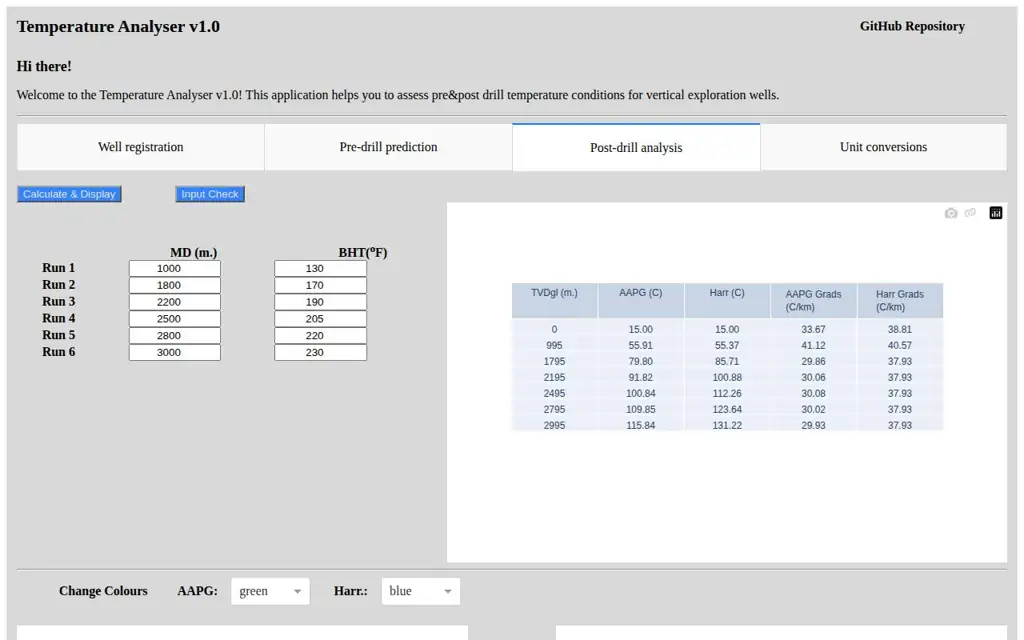 Temperature Analyser v1.0
GitHub Repository
Hi there!
Welcome to the Temperature Analyser v1.0! This application helps you to assess pre&post drill temperature conditions for vertical exploration wells.
Well registration Pre-drill prediction Post-drill analysis Unit conversions
Calculate & Display Input Check
MD (m.) BHT(°F)
Run 1 1000 130
Run 2 1800 170
Run 3 2200 190
Run 4 2500 205
Run 5 2800 220
Run 6 3000 230
TVDgl (m.) AAPG (C) Harr (C) AAPG Grads (C/km) Harr Grads (C/km)
0 15.00 15.00 33.67 38.81
995 55.91 55.37 41.12 40.57
1795 79.80 85.71 29.86 37.93
2195 91.82 100.88 30.06 37.93
2495 100.84 112.26 30.08 37.93
2795 109.85 123.64 30.02 37.93
2995 115.84 131.22 29.93 37.93
Change Colours AAPG: green Harr.: blue